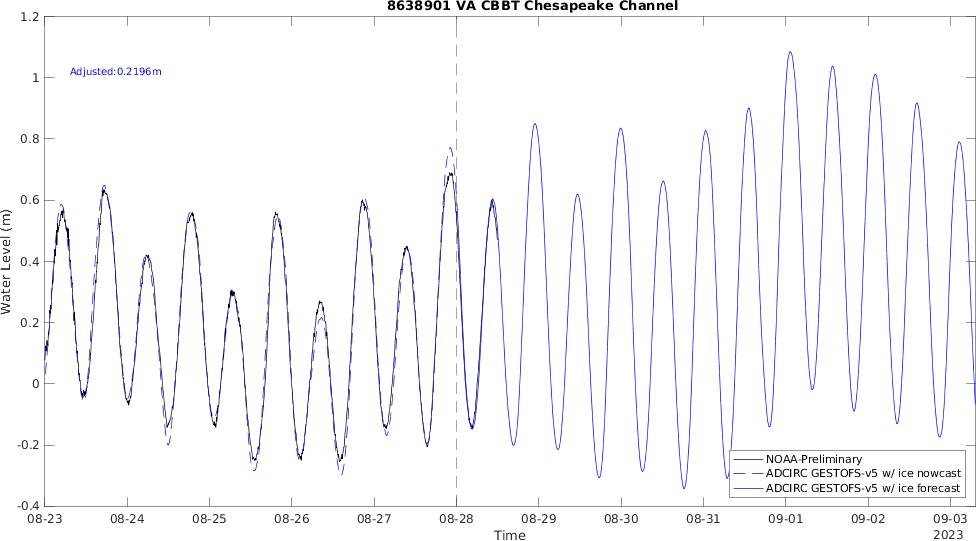 8638901 VA CBBT Chesapeake Channel
1.2
1
0.8
0.6
0.4
0.2
0
-0.2
-0.4
Water Level (m)
Adjusted:0.2196m
NOAA-Preliminary
ADCIRC GESTOFS-v5 w/ ice nowcast
ADCIRC GESTOFS-v5 w/ ice forecast
08-23 08-24 08-25 08-26 08-27 08-28 08-29 08-30 08-31 09-01 09-02 09-03
Time
2023